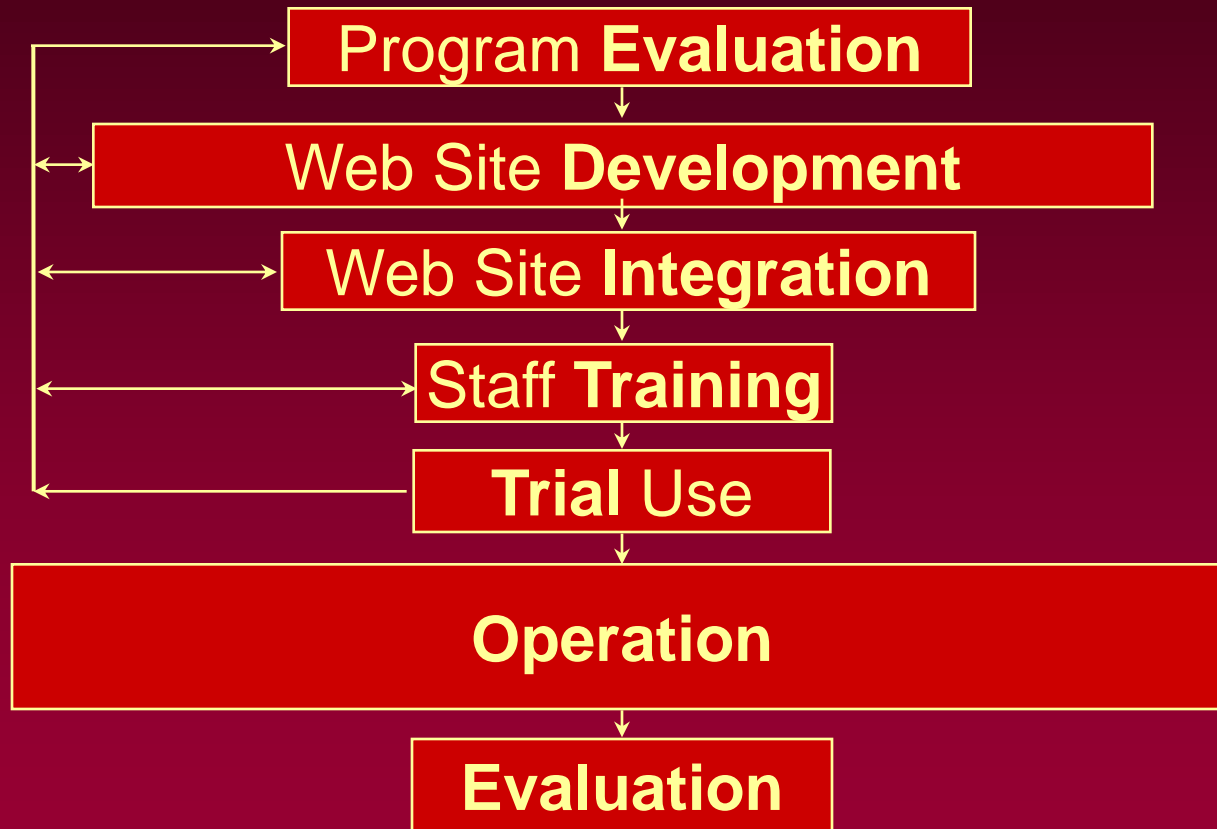 Program Evaluation
Web Site Development
Web Site Integration
Staff Training
Trial Use
Operation
Evaluation